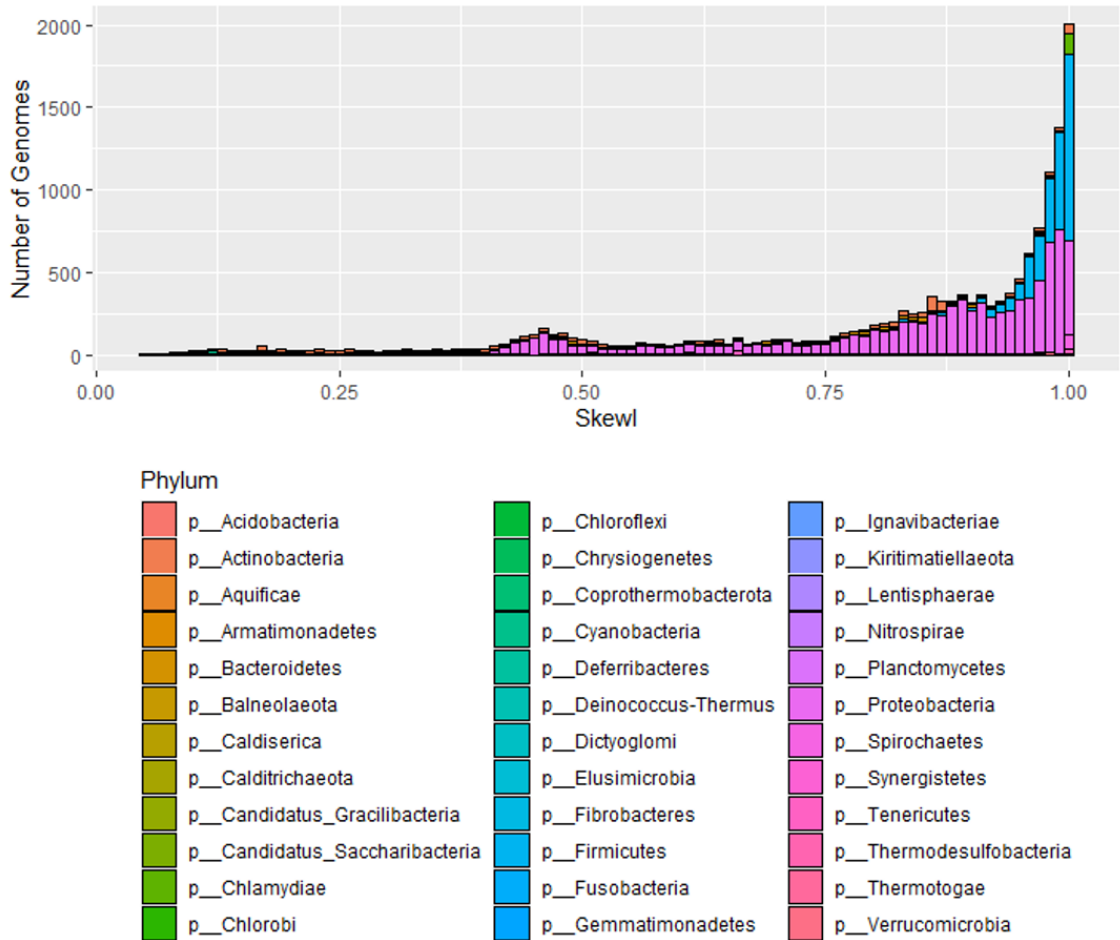 2000
1500
1000
500
0
Number of Genomes
0.00 0.25 0.50 0.75 1.00
SkewI
Phylum
p__Acidobacteria
p__Actinobacteria
p__Aquificae
p__Armatimonadetes
p__Bacteroidetes
p__Balneolaeota
p__Caldiserica
p__Calditrichaeota
p__Candidatus_Gracilibacteria
p__Candidatus_Saccharibacteria
p__Chlamydiae
p__Chlorobi
p__Chloroflexi
p__Chrysiogenetes
p__Coprothermobacterota
p__Cyanobacteria
p__Deferribacteres
p__Deinococcus-Thermus
p__Dictyoglomi
p__Elusimicrobia
p__Fibrobacteres
p__Firmicutes
p__Fusobacteria
p__Gemmatimonadetes
p__Ignavibacteriae
p__Kiritimatiellaeota
p__Lentisphaerae
p__Nitrospirae
p__Planctomycetes
p__Proteobacteria
p__Spirochaetes
p__Synergistetes
p__Tenericutes
p__Thermodesulfobacteria
p__Thermotogae
p__Verrucomicrobia